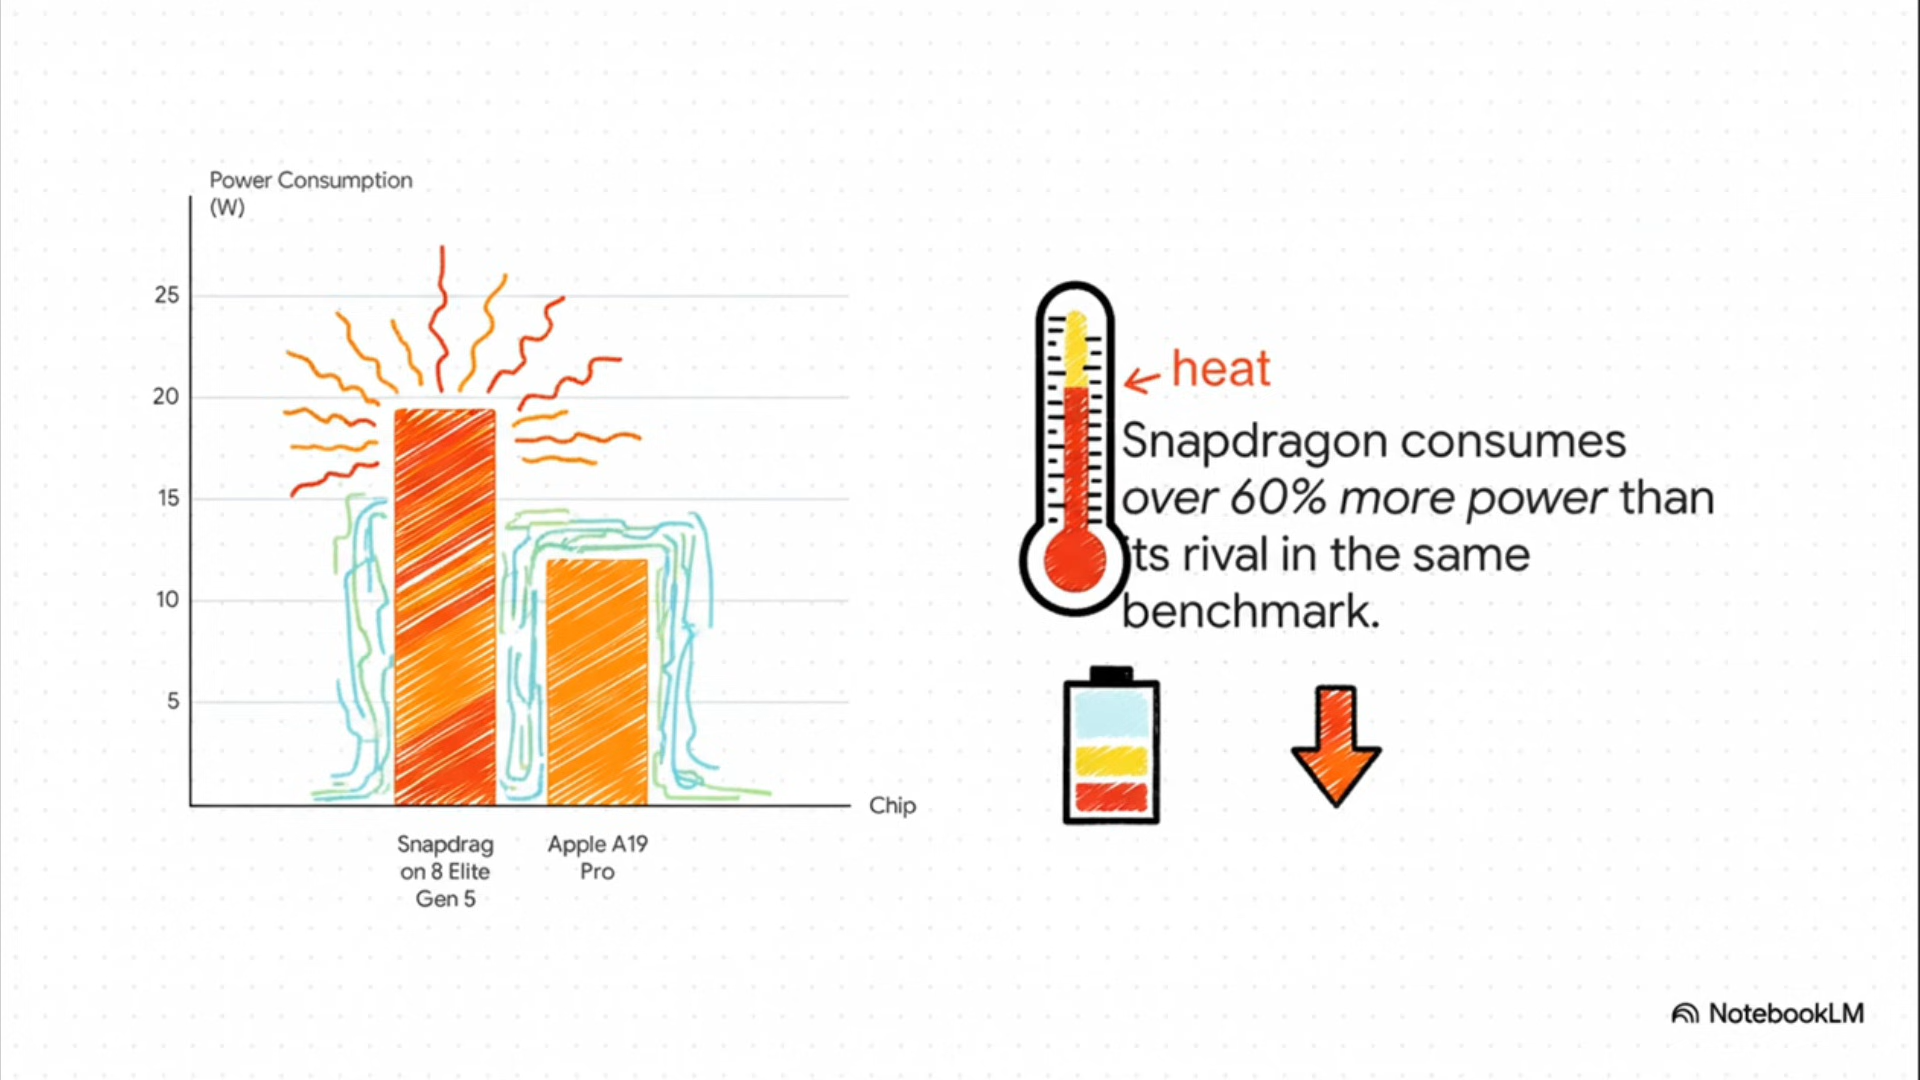 Power Consumption
(W)
25
20
15
10
5
Chip
Snapdrag
on 8 Elite
Gen 5
Apple A19
Pro
heat
Snapdragon consumes
over 60% more power than
its rival in the same
benchmark.
NotebookLM